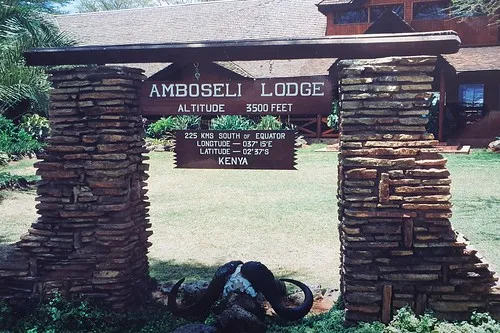 AMBOSELI LODGE
ALTITUDE 3500 FEET
225 KMS SOUTH OF EQUATOR
LONGTUDE — 037° 15'E
LATITUDE — 02°37'S
KENYA